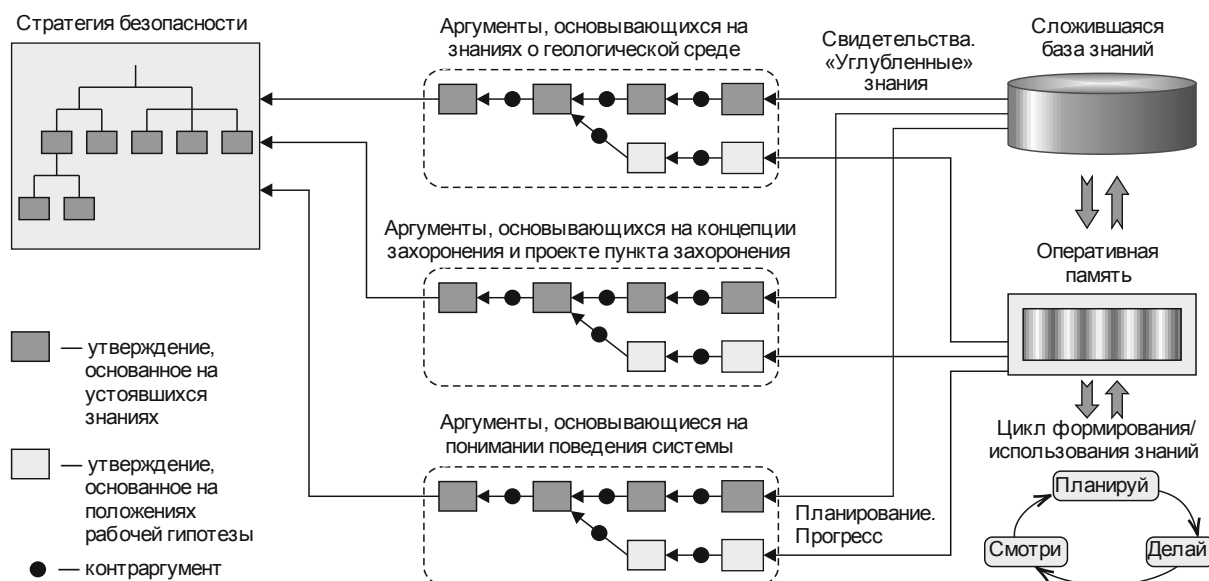 Стратегия безопасности
Аргументы, основывающихся на
знаниях о геологической среде
Свидетельства.
«Углубленные»
знания
Сложившаяся
база знаний
Аргументы, основывающихся на концепции
захоронения и проекте пункта захоронения
Оперативная
память
— утверждение,
основанное на
устоявшихся
знаниях
— утверждение,
основанное на
положениях
рабочей гипотезы
— контраргумент
Аргументы, основывающиеся на
понимании поведения системы
Планирование.
Прогресс
Цикл формирования/
использования знаний
Планируй
Смотри
Делай